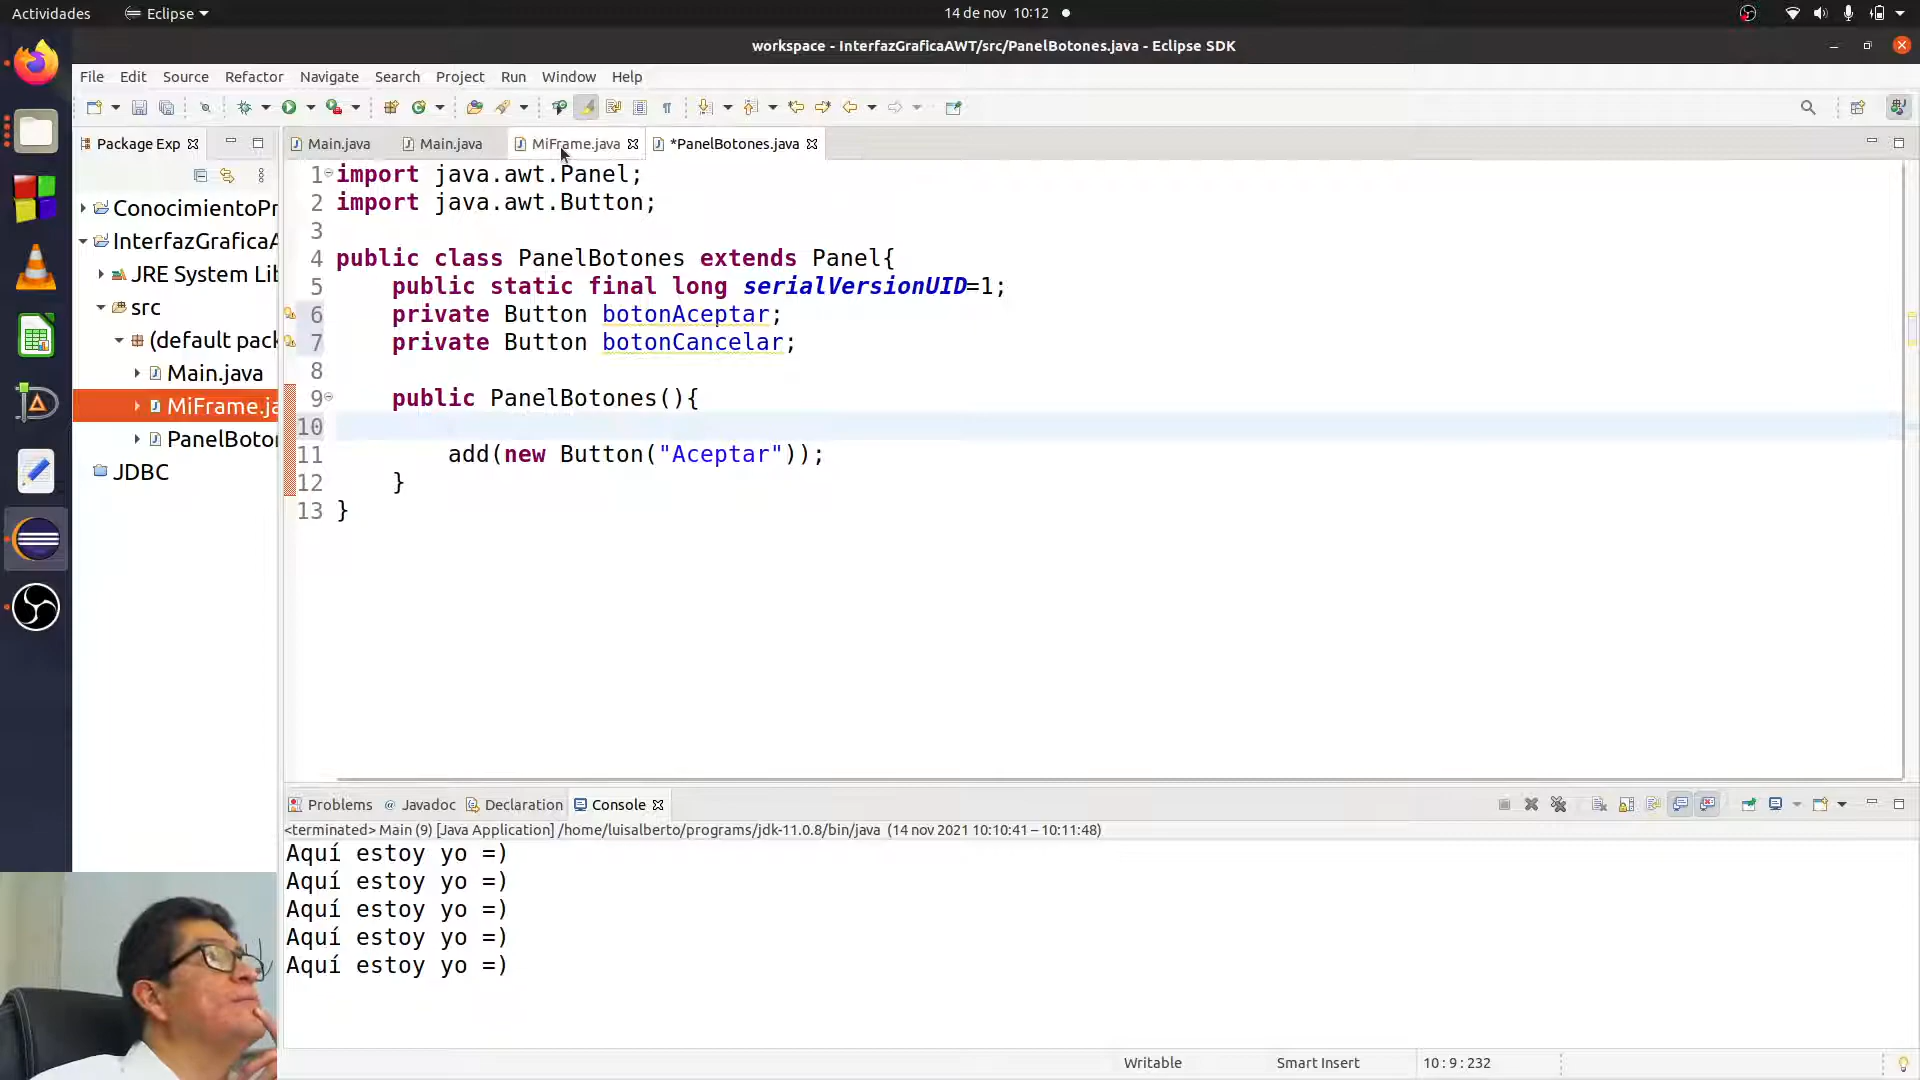 Actividades
Eclipse
14 de nov 10:12
workspace - InterfazGraficaAWT/src/PanelBotones.java - Eclipse SDK
File Edit Source Refactor Navigate Search Project Run Window Help
Package Exp
Main.java
Main.java
MiFrame.java
*PanelBotones.java
ConocimientoPr
InterfazGraficaA
JRE System Lib
src
(default pack
Main.java
MiFrame.ja
PanelBoto
JDBC
1 import java.awt.Panel;
2 import java.awt.Button;
3
4 public class PanelBotones extends Panel{
5 public static final long serialVersionUID=1;
6 private Button botonAceptar;
7 private Button botonCancelar;
8
9 public PanelBotones(){
10
11 add(new Button("Aceptar"));
12 }
13 }
Problems
Javadoc
Declaration
Console
<terminated> Main (9) [Java Application] /home/luisalberto/programs/jdk-11.0.8/bin/java (14 nov 2021 10:10:41 – 10:11:48)
Aquí estoy yo =)
Aquí estoy yo =)
Aquí estoy yo =)
Aquí estoy yo =)
Aquí estoy yo =)
Writable
Smart Insert
10 : 9 : 232